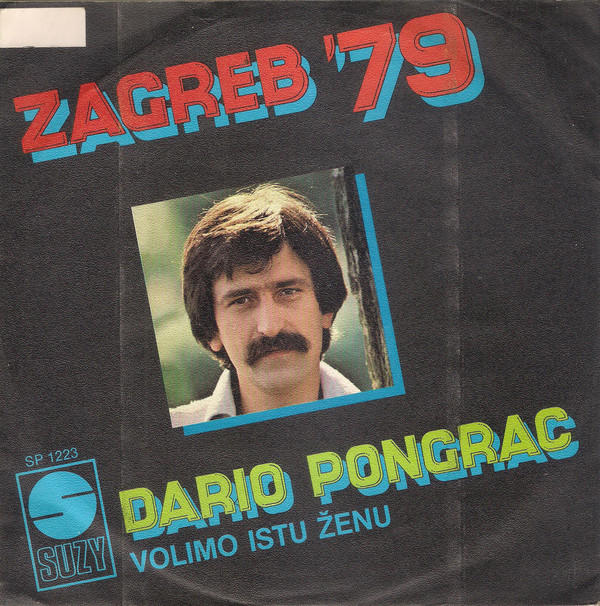 ZAGREB '79
SP 1223
SUZY
DARIO PONGRAC
VOLIMO ISTU ŽENU